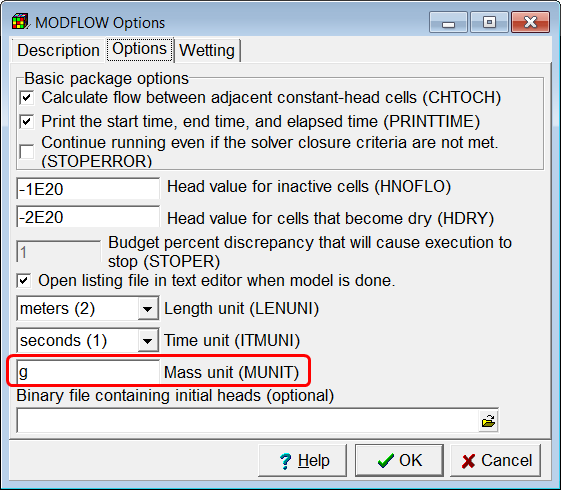 MODFLOW Options
Description Options Wetting
Basic package options
Calculate flow between adjacent constant-head cells (CHTOCH)
Print the start time, end time, and elapsed time (PRINTTIME)
Continue running even if the solver closure criteria are not met.
(STOPERROR)
-1E20 Head value for inactive cells (HNOFLO)
-2E20 Head value for cells that become dry (HDRY)
1 Budget percent discrepancy that will cause execution to
stop (STOPER)
Open listing file in text editor when model is done.
meters (2) Length unit (LENUNI)
seconds (1) Time unit (ITMUNI)
g Mass unit (MUNIT)
Binary file containing initial heads (optional)
? Help OK Cancel